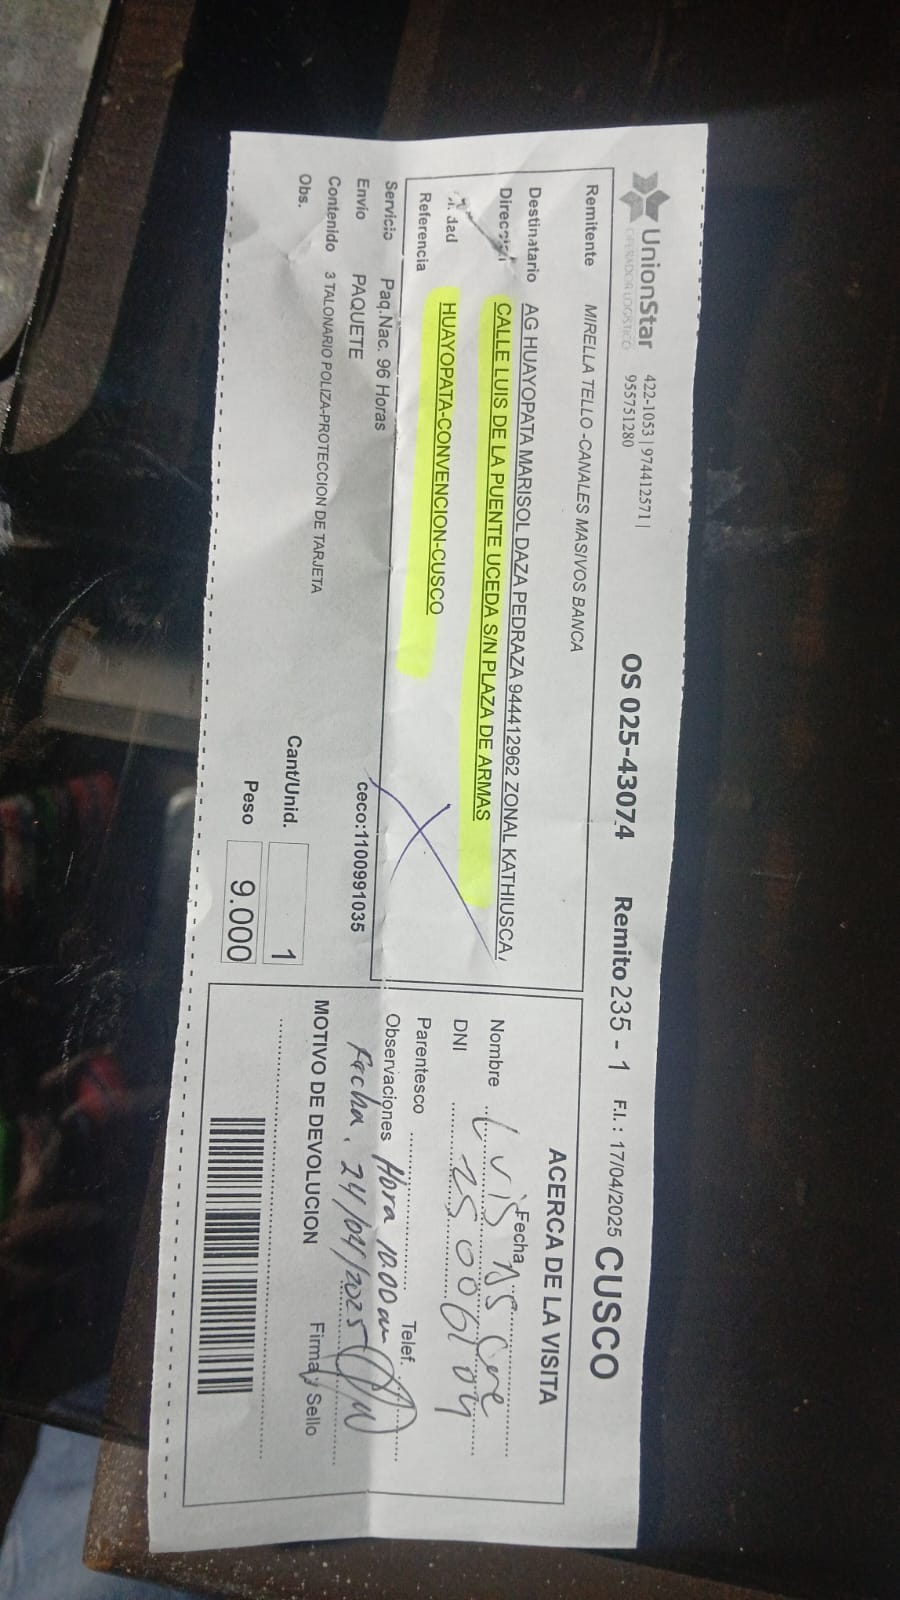 UnionStar
OPERADOR LOGISTICO
422-1053 | 974412571 |
955751280
OS 025-43074
Remito 235 - 1
F.I. : 17/04/2025
CUSCO
Remitente MIRELLA TELLO -CANALES MASIVOS BANCA
Destinatario AG HUAYOPATA MARISOL DAZA PEDRAZA 944412962 ZONAL KATHIUSCA
CALLE LUIS DE LA PUENTE UCEDA S/N PLAZA DE ARMAS
HUAYOPATA-CONVENCION-CUSCO
Referencia
Servicio Paq.Nac. 96 Horas
Envio PAQUETE
ceco:1100991035
Contenido 3 TALONARIO POLIZA-PROTECCION DE TARJETA
Obs.
Cant/Unid. 1
Peso 9.000
ACERCA DE LA VISITA
Fecha
Nombre Luis
DNI
Parentesco
Telef.
Observaciones Hora 10.00 am
Fecha. 24/04/2025
MOTIVO DE DEVOLUCION
Firma y Sello